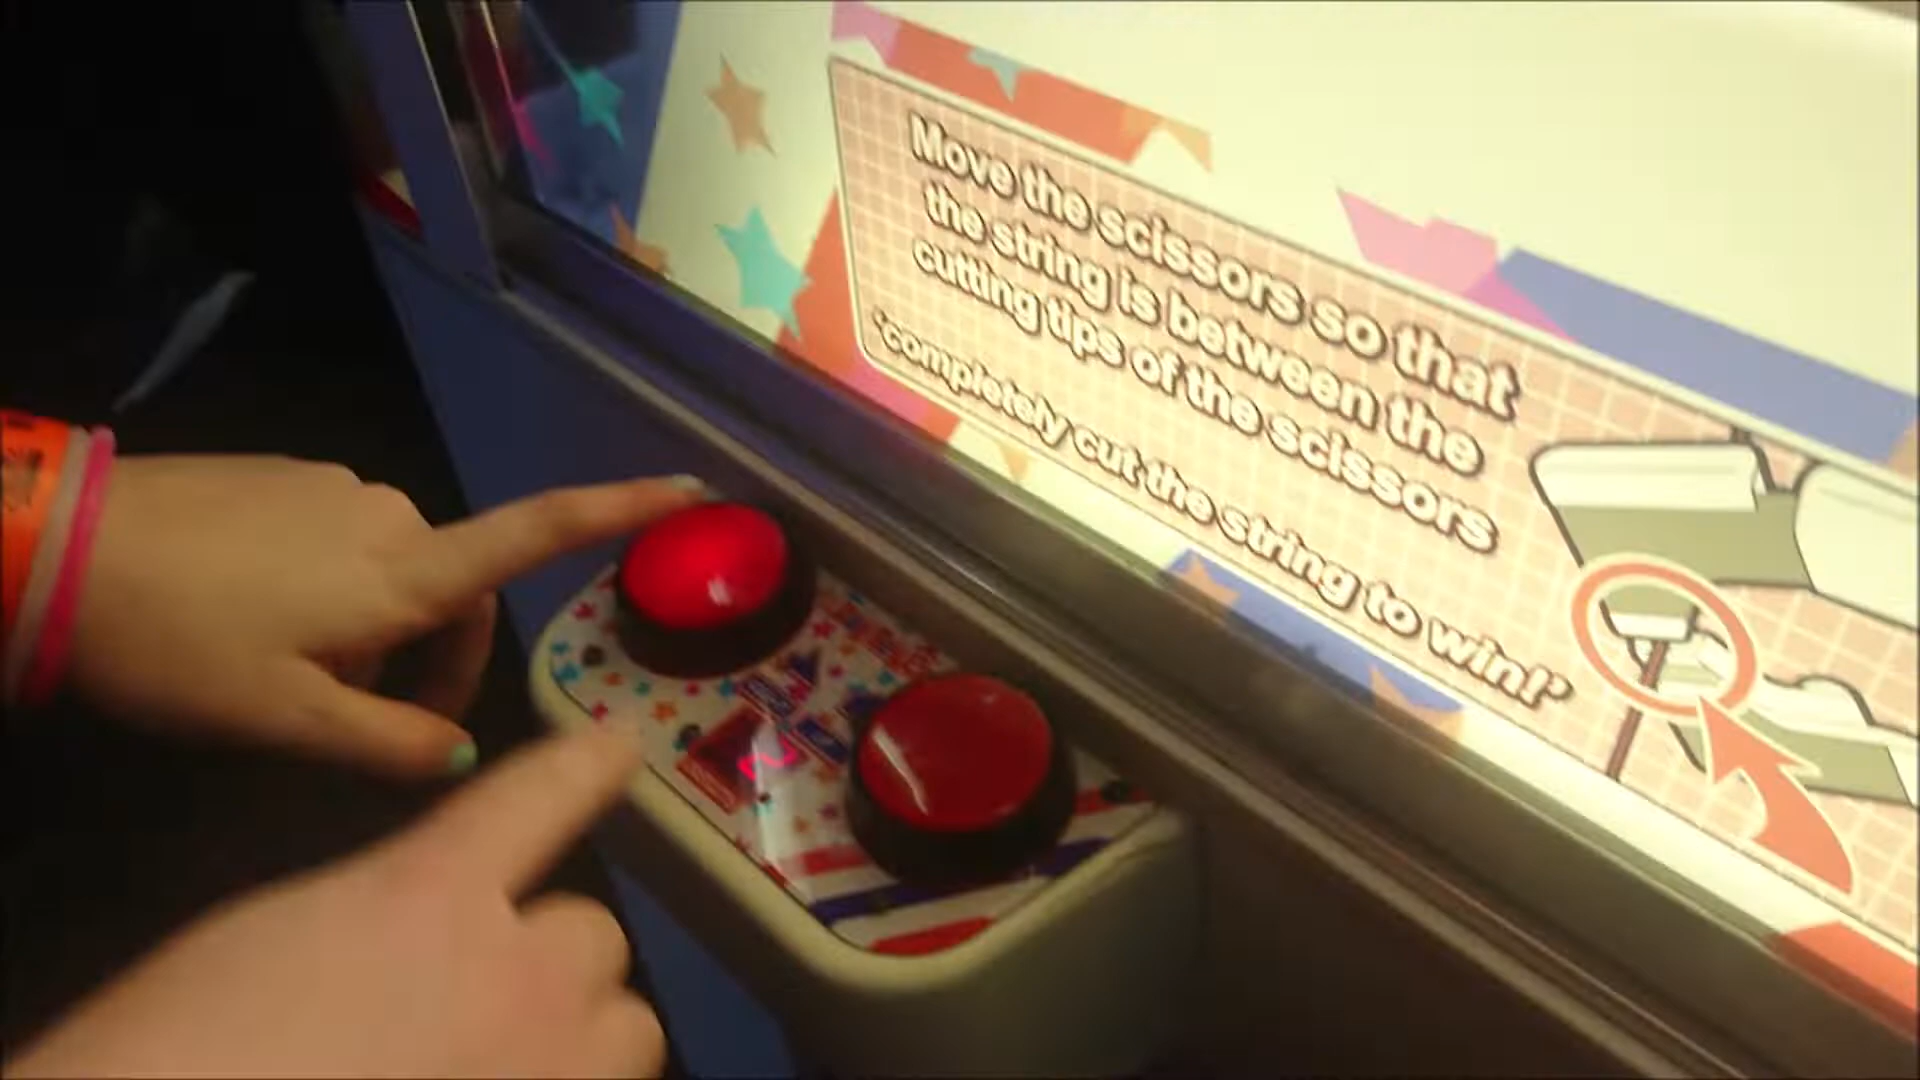 Move the scissors so that
the string is between the
cutting tips of the scissors
*completely cut the string to win!*